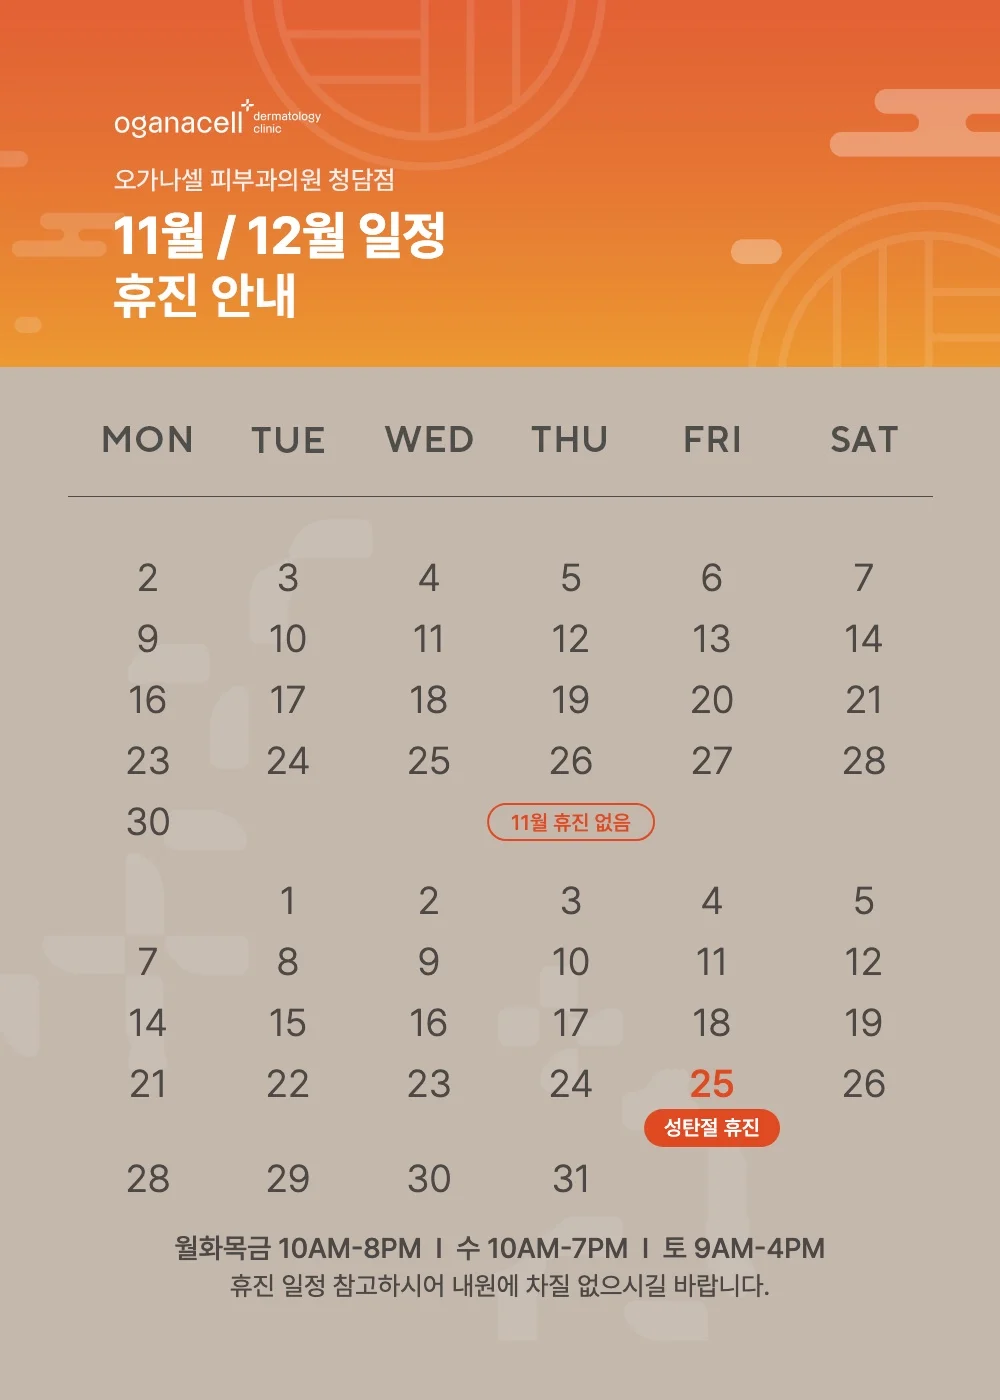 oganacell dermatology clinic
오가나셀 피부과의원 청담점
11월 / 12월 일정
휴진 안내
MON TUE WED THU FRI SAT
2 3 4 5 6 7
9 10 11 12 13 14
16 17 18 19 20 21
23 24 25 26 27 28
30 11월 휴진 없음
1 2 3 4 5
7 8 9 10 11 12
14 15 16 17 18 19
21 22 23 24 25 26
성탄절 휴진
28 29 30 31
월화목금 10AM-8PM I 수 10AM-7PM I 토 9AM-4PM
휴진 일정 참고하시어 내원에 차질 없으시길 바랍니다.